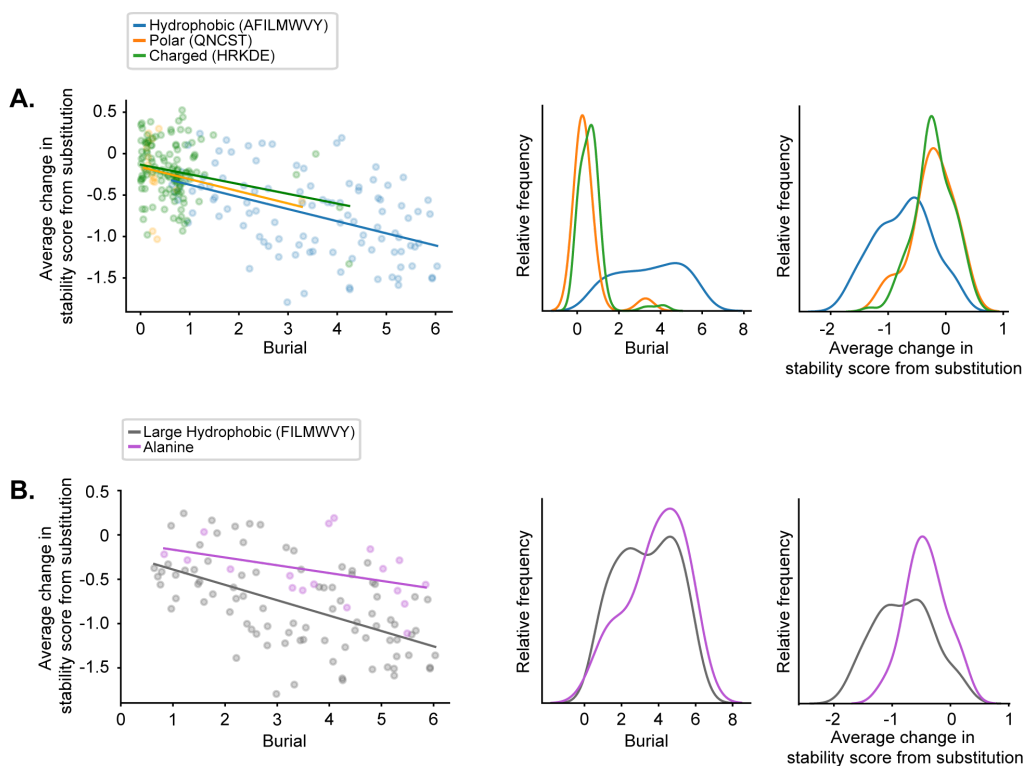 Hydrophobic (AFILMWVY)
Polar (QNCST)
Charged (HRKDE)
A.
Average change in
stability score from substitution
0.5
0
-0.5
-1.0
-1.5
0 1 2 3 4 5 6
Burial
Relative frequency
0 2 4 6 8
Burial
Relative frequency
-2 -1 0 1
Average change in
stability score from substitution
Large Hydrophobic (FILMWVY)
Alanine
B.
Average change in
stability score from substitution
0.5
0
-0.5
-1.0
-1.5
0 1 2 3 4 5 6
Burial
Relative frequency
0 2 4 6 8
Burial
Relative frequency
-2 -1 0 1
Average change in
stability score from substitution